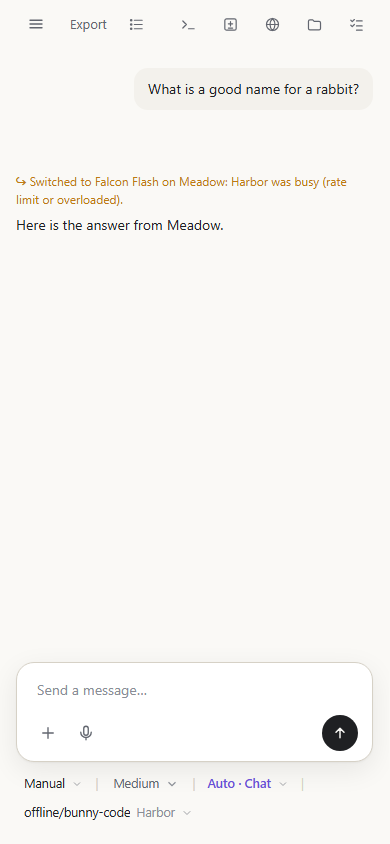 Export
What is a good name for a rabbit?
↪ Switched to Falcon Flash on Meadow: Harbor was busy (rate
limit or overloaded).
Here is the answer from Meadow.
Send a message...
Manual | Medium | Auto · Chat |
offline/bunny-code Harbor